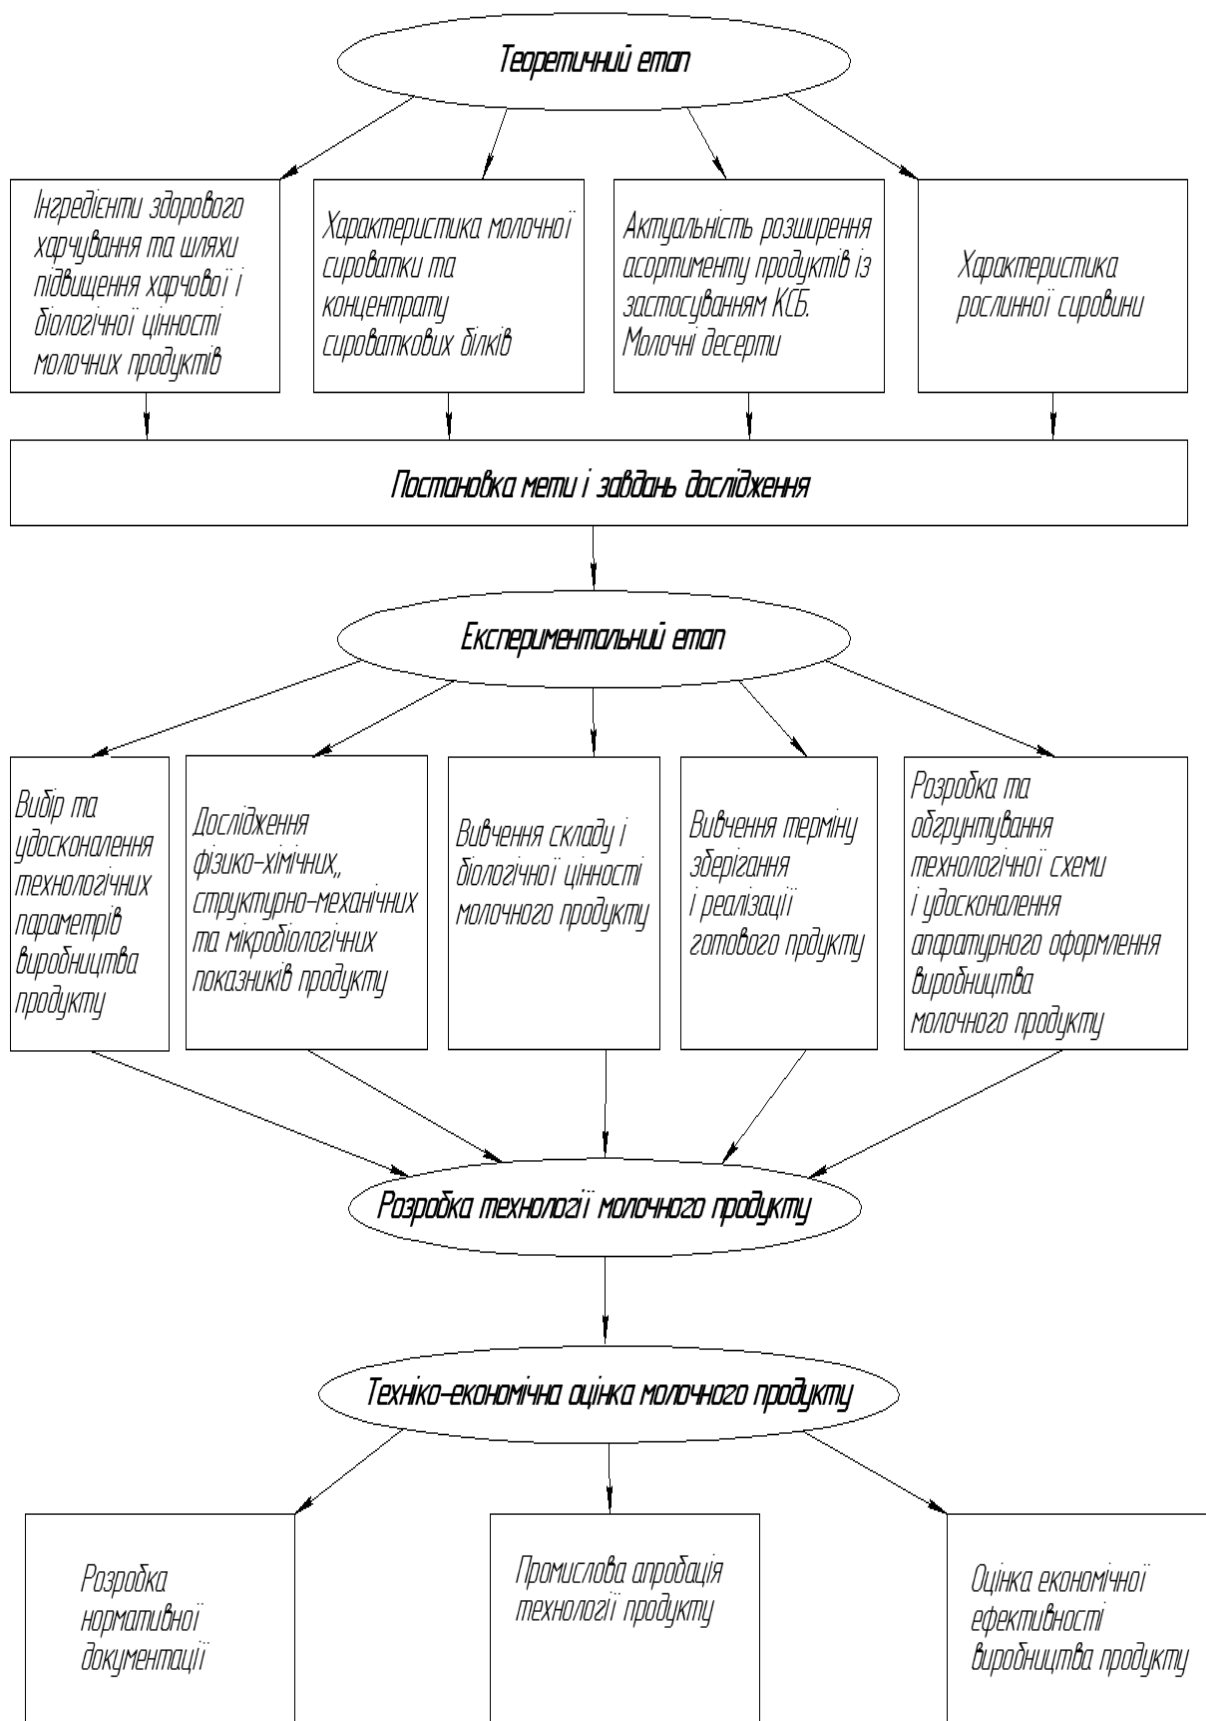 Теоретичний етап
Інгредієнти здорового
харчування та шляхи
підвищення харчової і
біологічної цінності
молочних продуктів
Характеристика молочної
сироватки та
концентрату
сироваткових білків
Актуальність розширення
асортименту продуктів із
застосуванням КСБ.
Молочні десерти
Характеристика
рослинної сировини
Постановка мети і завдань дослідження
Експериментальний етап
Вибір та
удосконалення
технологічних
параметрів
виробництва
продукту
Дослідження
фізико-хімічних,,
структурно-механічних
та мікробіологічних
показників продукту
Вивчення складу і
біологічної цінності
молочного продукту
Вивчення терміну
зберігання
і реалізації
готового прдукту
Розробка та
обгрунтування
технологічної схеми
і удосконалення
апаратурного оформлення
виробництва
молочного продукту
Розробка технології молочного продукту
Техніко-економічна оцінка молочного продукту
Розробка
нормативної
документації
Промислова апробація
технології продукту
Оцінка економічної
ефективності
виробництва продукту